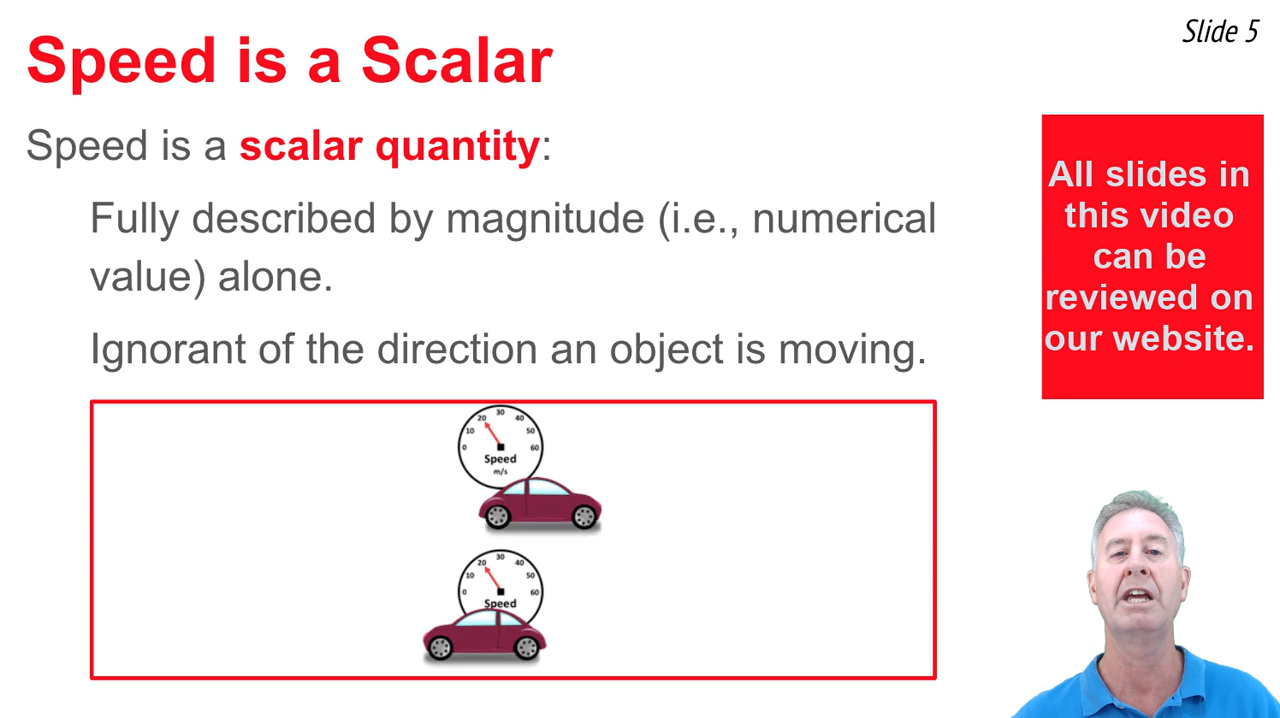 Slide 5
Speed is a Scalar
Speed is a scalar quantity:
Fully described by magnitude (i.e., numerical
value) alone.
Ignorant of the direction an object is moving.
All slides in
this video
can be
reviewed on
our website.
0 10 20 30 40 50 60
Speed
m/s
0 10 20 30 40 50 60
Speed